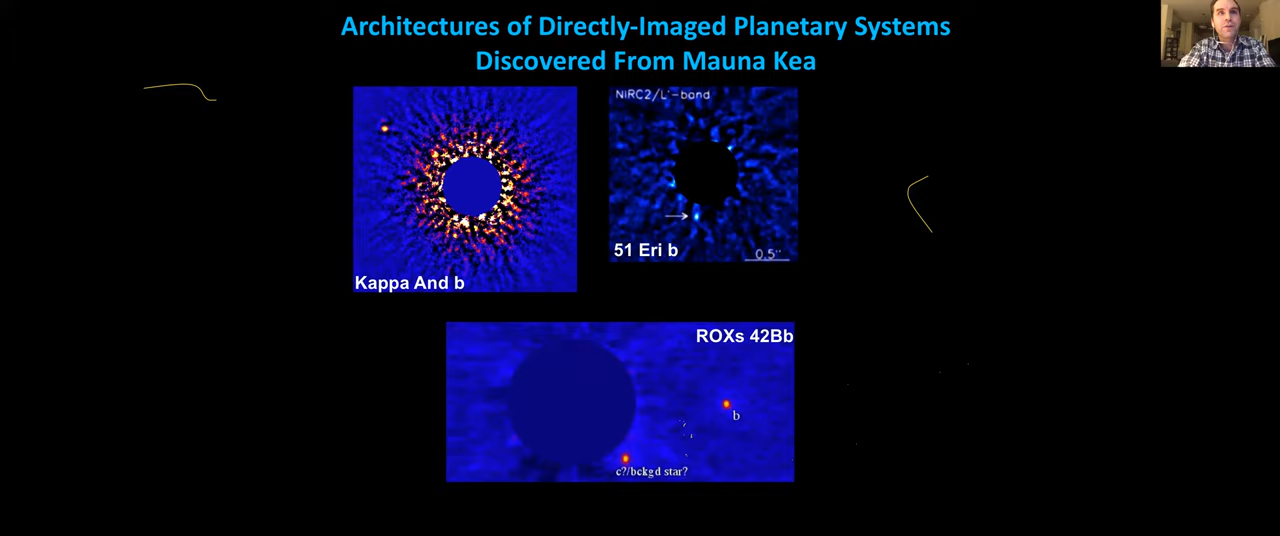 Architectures of Directly-Imaged Planetary Systems
Discovered From Mauna Kea
NIRC2/L'-band
51 Eri b
0.5"
Kappa And b
ROXs 42Bb
b
c?/bckgd star?